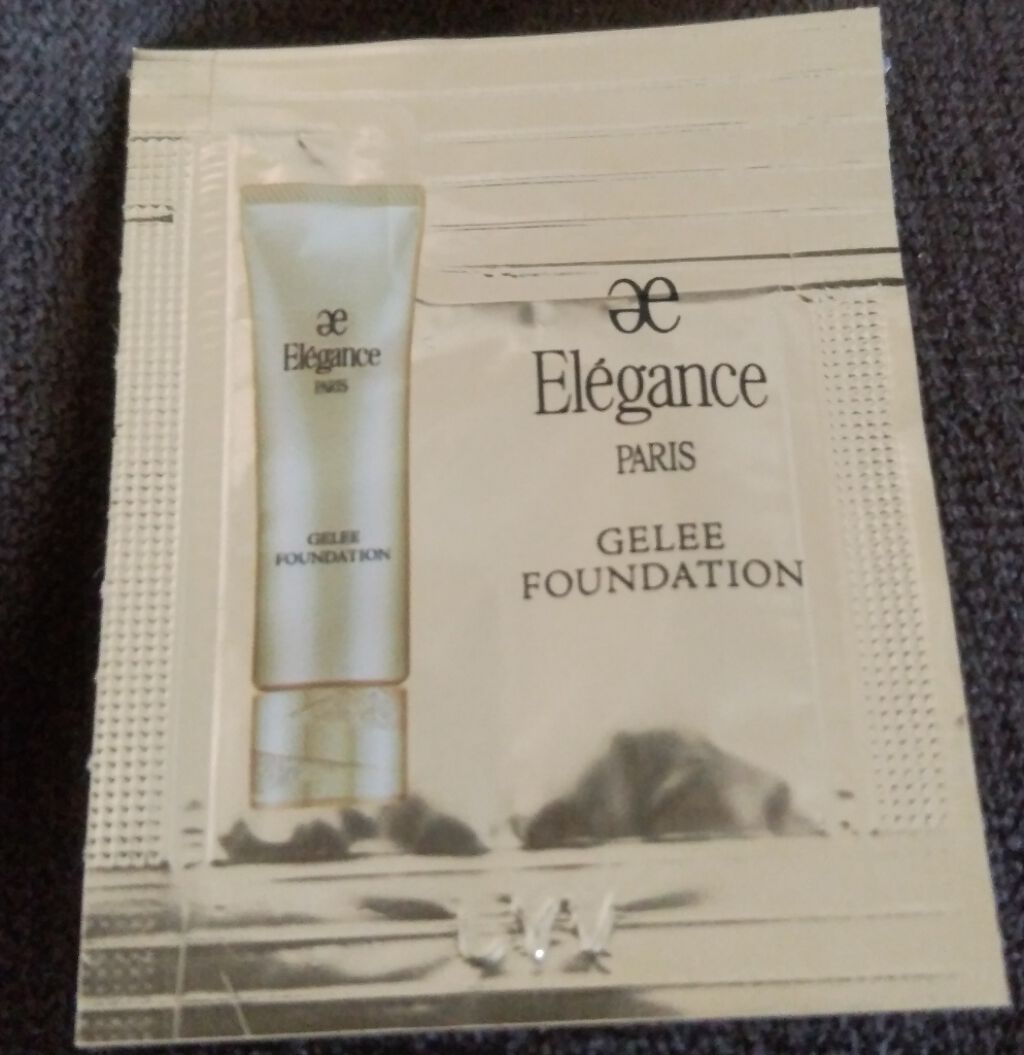 æ
Elégance
PARIS
GELEE
FOUNDATION
æ
Elégance
PARIS
GELEE
FOUNDATION